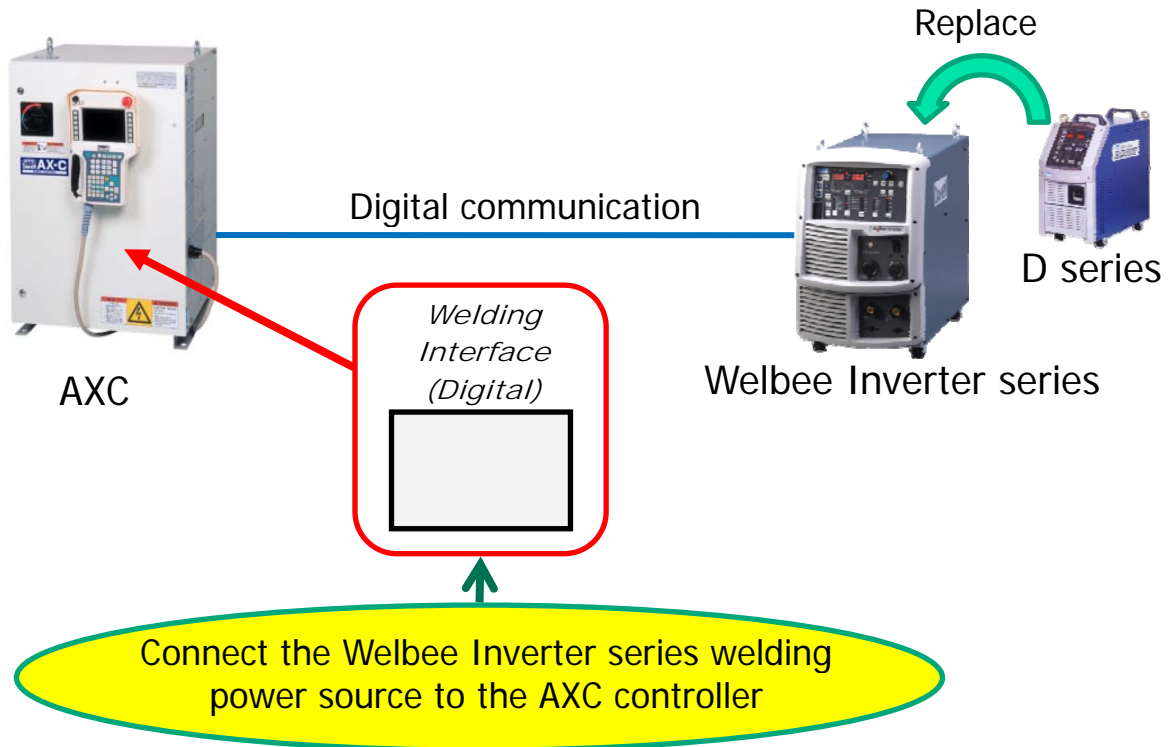 Replace
AX-C
Digital communication
D series
Welding
Interface
(Digital)
AXC
Welbee Inverter series
Connect the Welbee Inverter series welding
power source to the AXC controller